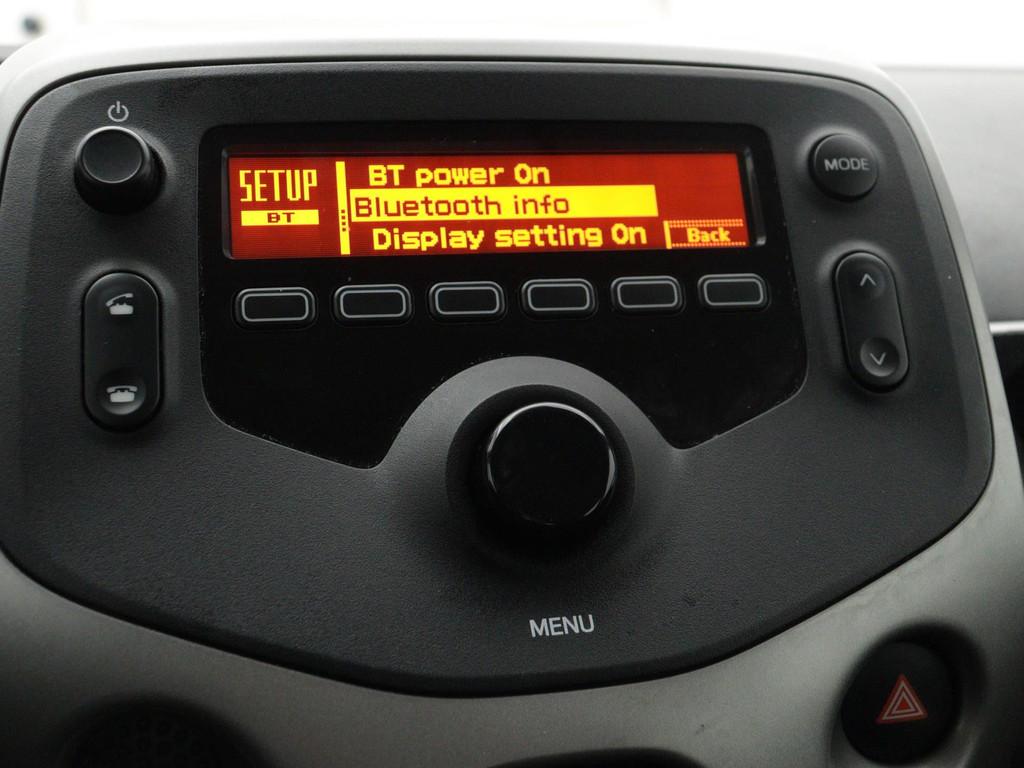 SETUP
BT
BT power On
Bluetooth info
Display setting On
Back
MODE
MENU